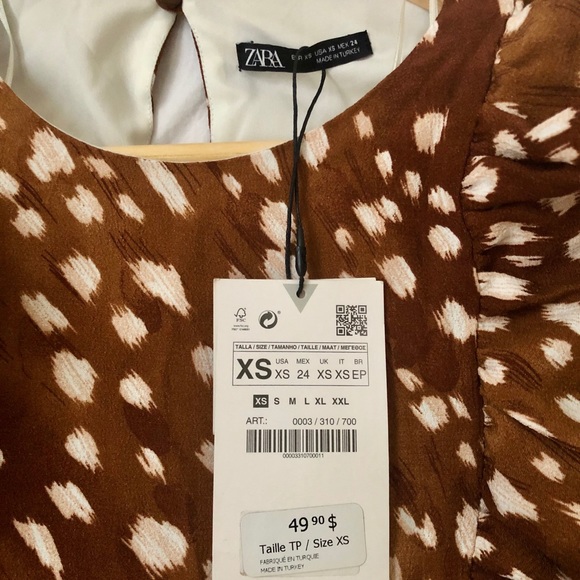 ZARA
XS USA XS MEX 24
MADE IN TURKEY
FSC
TALLA / SIZE / TAMANHO / TAILLE / MAAT / ΜΕΓΕΘΟΣ
XS USA MEX UK IT BR
XS 24 XS XS EP
XS S M L XL XXL
ART.: 0003 / 310 / 700
00003310700011
49 90 $
Taille TP / Size XS
FABRIQUÉ EN TURQUIE
MADE IN TURKEY